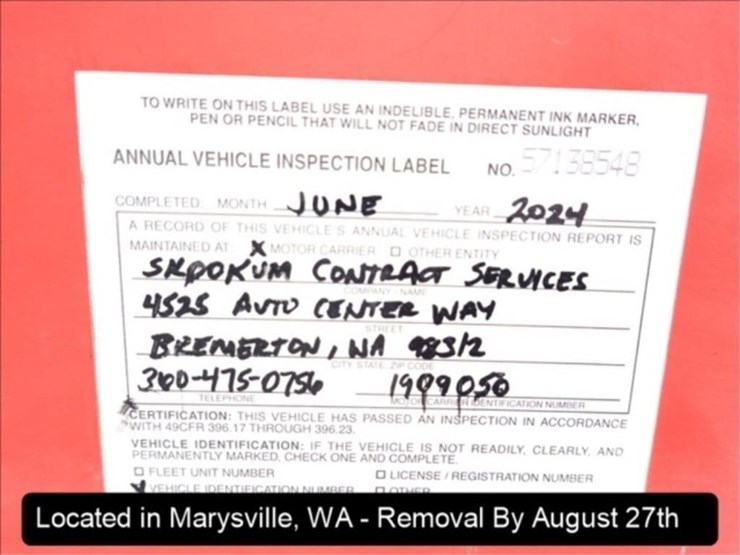 TO WRITE ON THIS LABEL USE AN INDELIBLE, PERMANENT INK MARKER,
PEN OR PENCIL THAT WILL NOT FADE IN DIRECT SUNLIGHT
ANNUAL VEHICLE INSPECTION LABEL NO. 57138548
COMPLETED: MONTH JUNE YEAR 2024
A RECORD OF THIS VEHICLE'S ANNUAL VEHICLE INSPECTION REPORT IS
MAINTAINED AT: X MOTOR CARRIER ☐ OTHER ENTITY
SKOOKUM CONTRACT SERVICES
COMPANY NAME
4525 AUTO CENTER WAY
STREET
BREMERTON, WA 98312
CITY, STATE, ZIP CODE
360-475-0756 1909050
TELEPHONE MOTOR CARRIER IDENTIFICATION NUMBER
CERTIFICATION: THIS VEHICLE HAS PASSED AN INSPECTION IN ACCORDANCE
WITH 49CFR 396.17 THROUGH 396.23.
VEHICLE IDENTIFICATION: IF THE VEHICLE IS NOT READILY, CLEARLY, AND
PERMANENTLY MARKED, CHECK ONE AND COMPLETE.
☐ FLEET UNIT NUMBER ☐ LICENSE / REGISTRATION NUMBER
VEHICLE IDENTIFICATION NUMBER ☐ OTHER
Located in Marysville, WA - Removal By August 27th